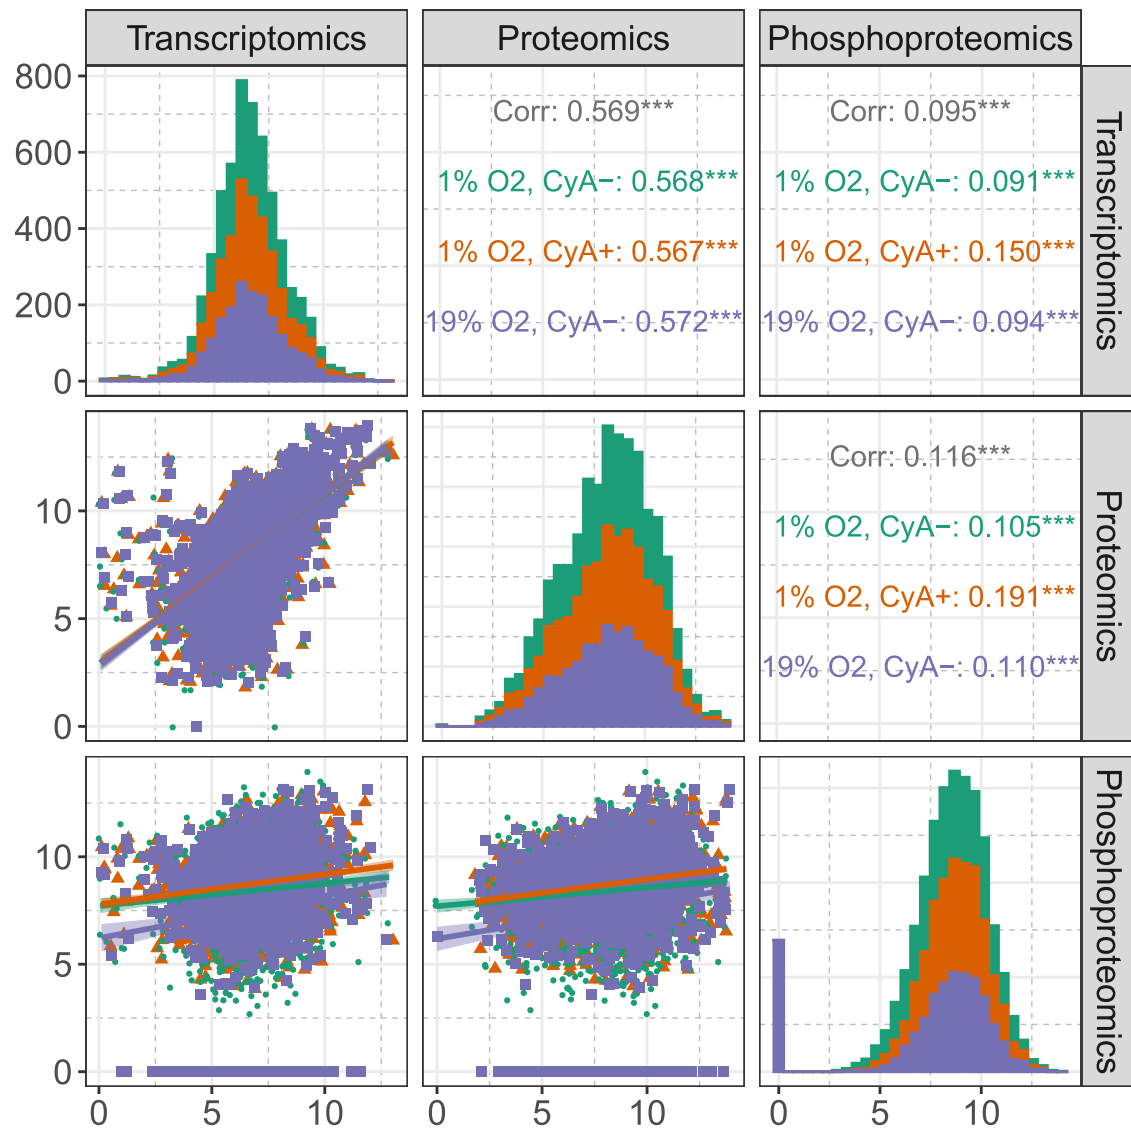 Transcriptomics
Proteomics
Phosphoproteomics
800
600
400
200
0
Corr: 0.569***
1% O2, CyA−: 0.568***
1% O2, CyA+: 0.567***
19% O2, CyA−: 0.572***
Corr: 0.095***
1% O2, CyA−: 0.091***
1% O2, CyA+: 0.150***
19% O2, CyA−: 0.094***
Transcriptomics
10
5
0
Corr: 0.116***
1% O2, CyA−: 0.105***
1% O2, CyA+: 0.191***
19% O2, CyA−: 0.110***
Proteomics
10
5
0
Phosphoproteomics
0 5 10
0 5 10
0 5 10